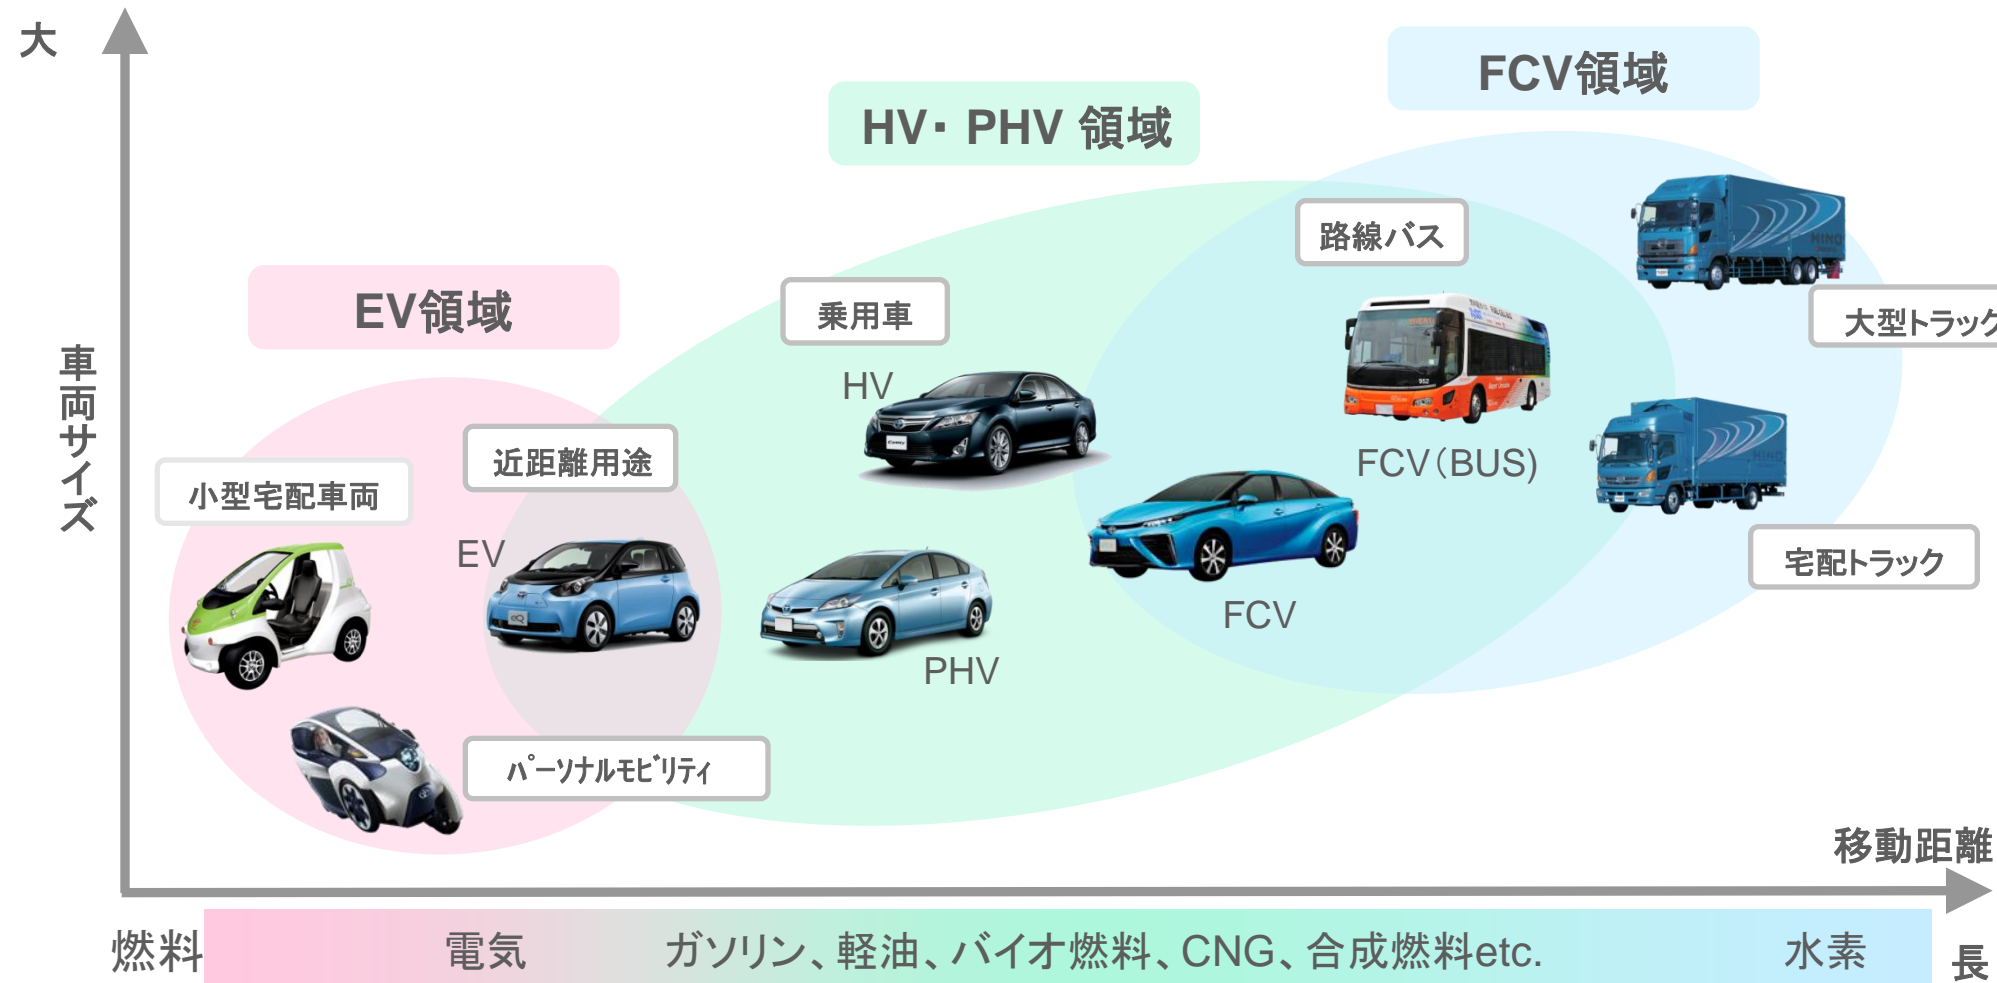 大
FCV領域
HV・ PHV 領域
路線バス
EV領域
乗用車
大型トラック
車両サイズ
HV
近距離用途
FCV(BUS)
小型宅配車両
EV
宅配トラック
FCV
PHV
パーソナルモビリティ
移動距離
燃料
電気
ガソリン、軽油、バイオ燃料、CNG、合成燃料etc.
水素
長
HINO
HINO
952
Camry
eQ